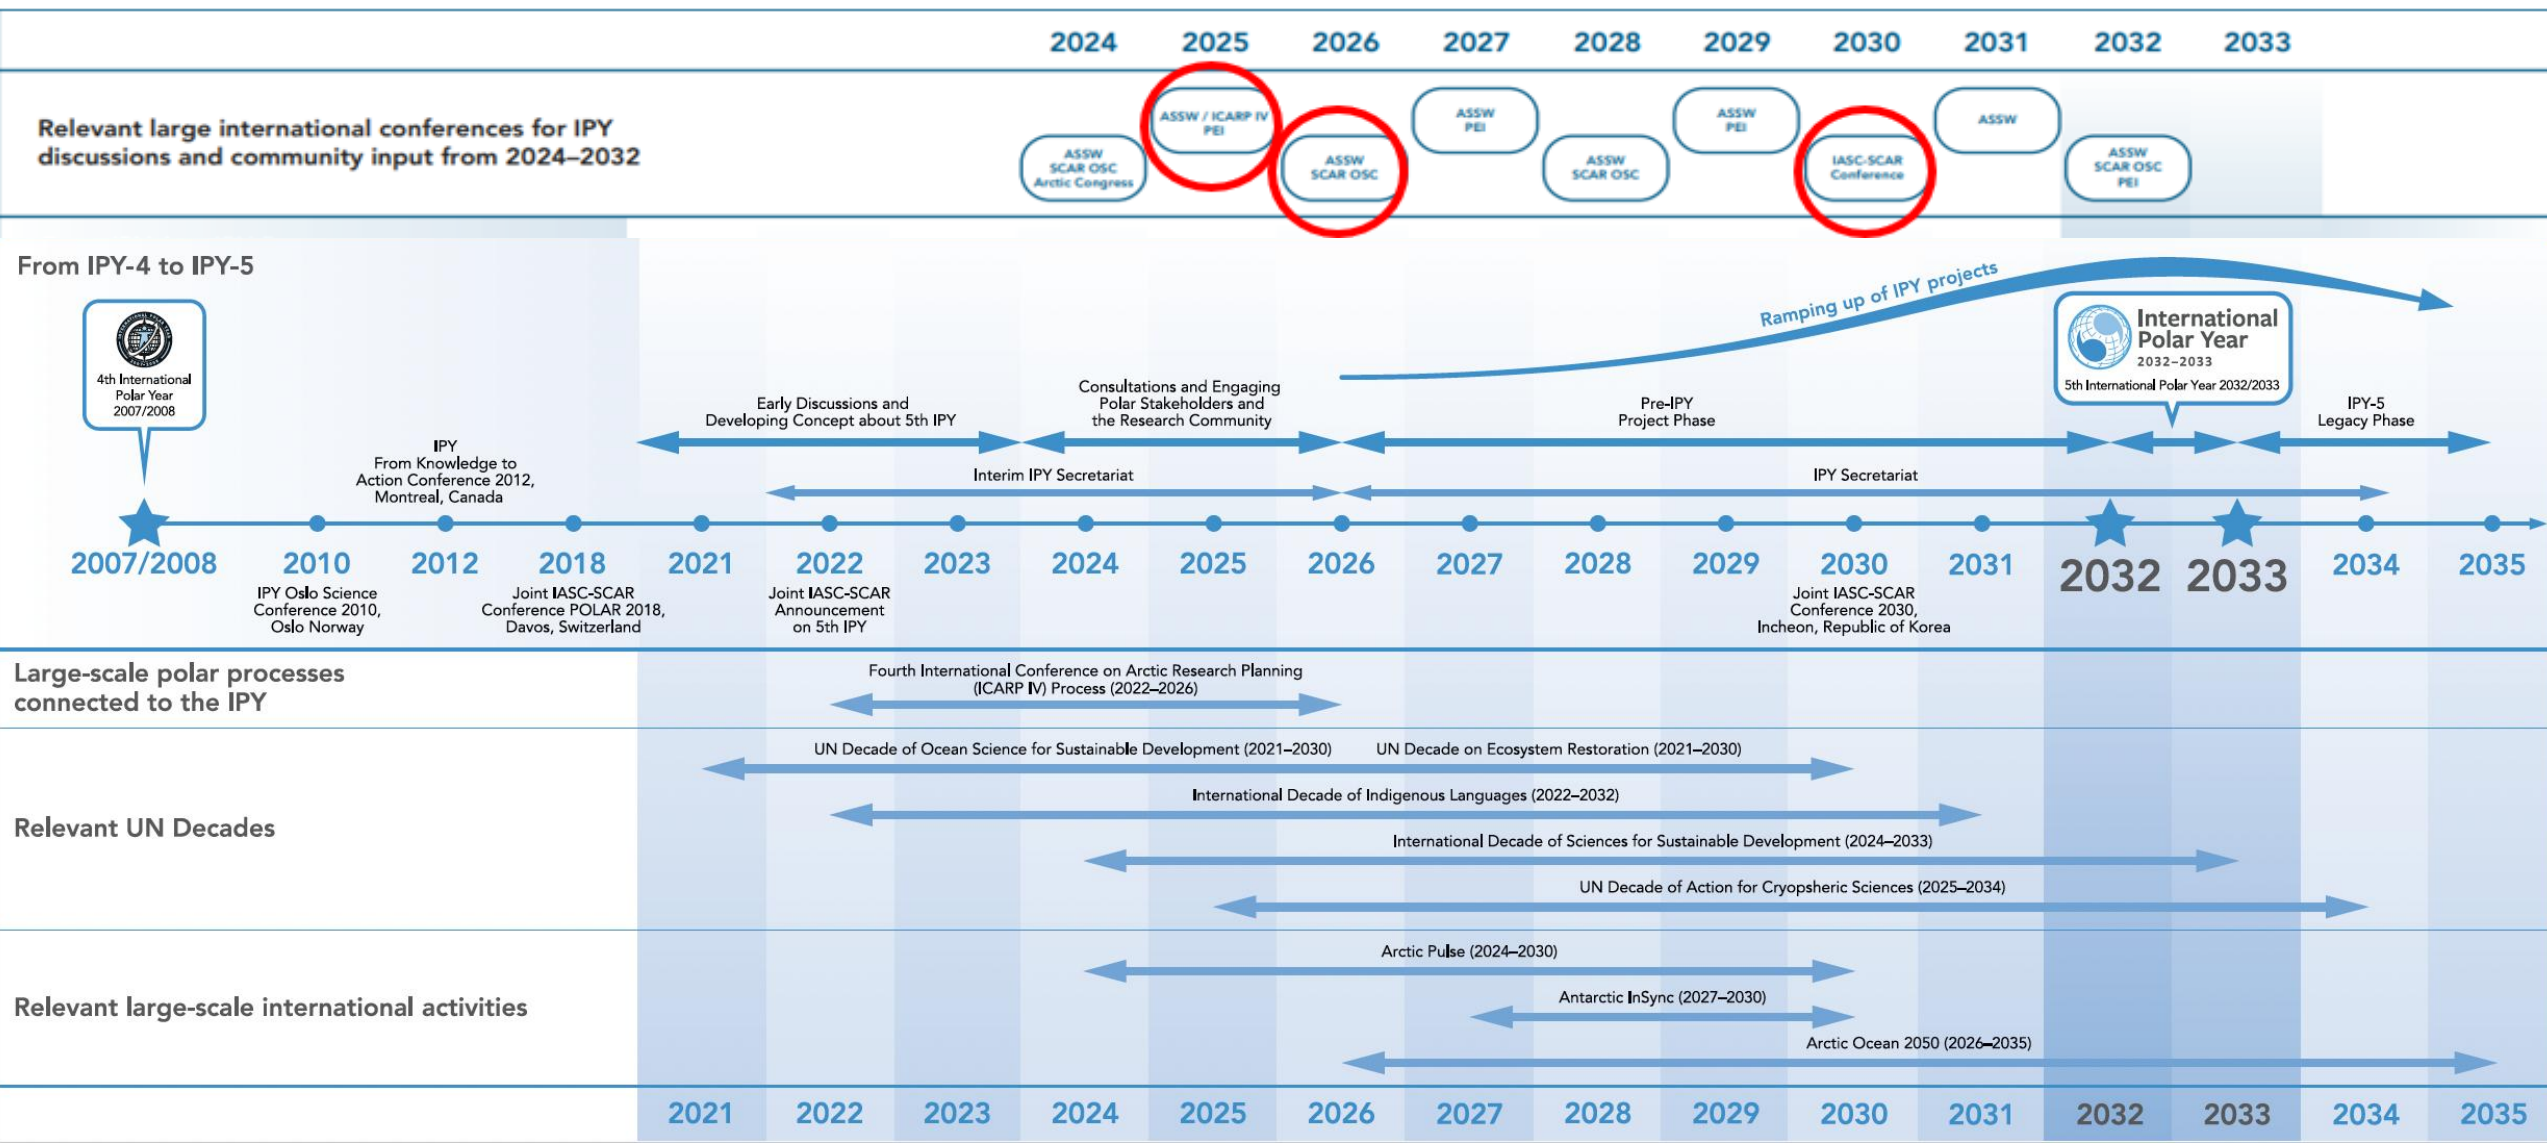 2024 2025 2026 2027 2028 2029 2030 2031 2032 2033
Relevant large international conferences for IPY
discussions and community input from 2024–2032
ASSW
SCAR OSC
Arctic Congress
ASSW / ICARP IV
PEI
ASSW
SCAR OSC
ASSW
PEI
ASSW
SCAR OSC
ASSW
PEI
IASC-SCAR
Conference
ASSW
ASSW
SCAR OSC
PEI
From IPY-4 to IPY-5
4th International
Polar Year
2007/2008
Ramping up of IPY projects
International
Polar Year
2032–2033
5th International Polar Year 2032/2033
Early Discussions and
Developing Concept about 5th IPY
Consultations and Engaging
Polar Stakeholders and
the Research Community
Pre-IPY
Project Phase
IPY-5
Legacy Phase
IPY
From Knowledge to
Action Conference 2012,
Montreal, Canada
Interim IPY Secretariat
IPY Secretariat
2007/2008 2010 2012 2018 2021 2022 2023 2024 2025 2026 2027 2028 2029 2030 2031 2032 2033 2034 2035
IPY Oslo Science
Conference 2010,
Oslo Norway
Joint IASC-SCAR
Conference POLAR 2018,
Davos, Switzerland
Joint IASC-SCAR
Announcement
on 5th IPY
Joint IASC-SCAR
Conference 2030,
Incheon, Republic of Korea
Large-scale polar processes
connected to the IPY
Fourth International Conference on Arctic Research Planning
(ICARP IV) Process (2022–2026)
Relevant UN Decades
UN Decade of Ocean Science for Sustainable Development (2021–2030) UN Decade on Ecosystem Restoration (2021–2030)
International Decade of Indigenous Languages (2022–2032)
International Decade of Sciences for Sustainable Development (2024–2033)
UN Decade of Action for Cryopsheric Sciences (2025–2034)
Relevant large-scale international activities
Arctic Pulse (2024–2030)
Antarctic InSync (2027–2030)
Arctic Ocean 2050 (2026–2035)
2021 2022 2023 2024 2025 2026 2027 2028 2029 2030 2031 2032 2033 2034 2035